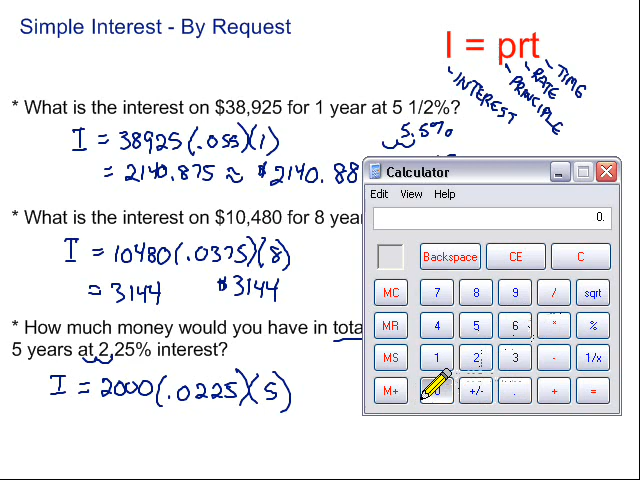 Simple Interest - By Request
I = prt
INTEREST
PRINCIPLE
RATE
TIME
* What is the interest on $38,925 for 1 year at 5 1/2%?
I = 38925(.055)(1)
5.5%
= 2140.875 ≈ $2140.88
* What is the interest on $10,480 for 8 year
I = 10480(.0375)(8)
= 3144 $3144
* How much money would you have in total
5 years at 2.25% interest?
I = 2000(.0225)(5)
Calculator
Edit View Help
0.
Backspace CE C
MC 7 8 9 / sqrt
MR 4 5 6 * %
MS 1 2 3 - 1/x
M+ 0 +/- . + =